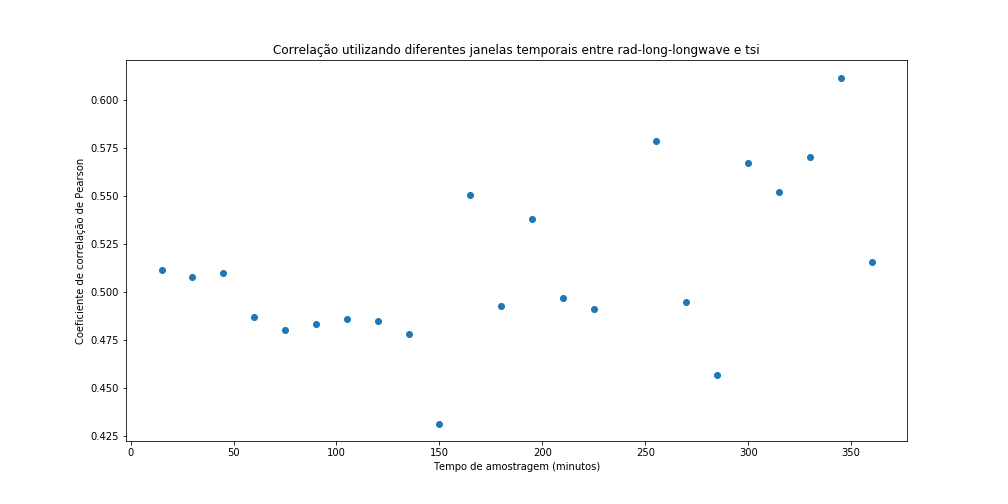 Correlação utilizando diferentes janelas temporais entre rad-long-longwave e tsi
Coeficiente de correlação de Pearson
0.600
0.575
0.550
0.525
0.500
0.475
0.450
0.425
0 50 100 150 200 250 300 350
Tempo de amostragem (minutos)